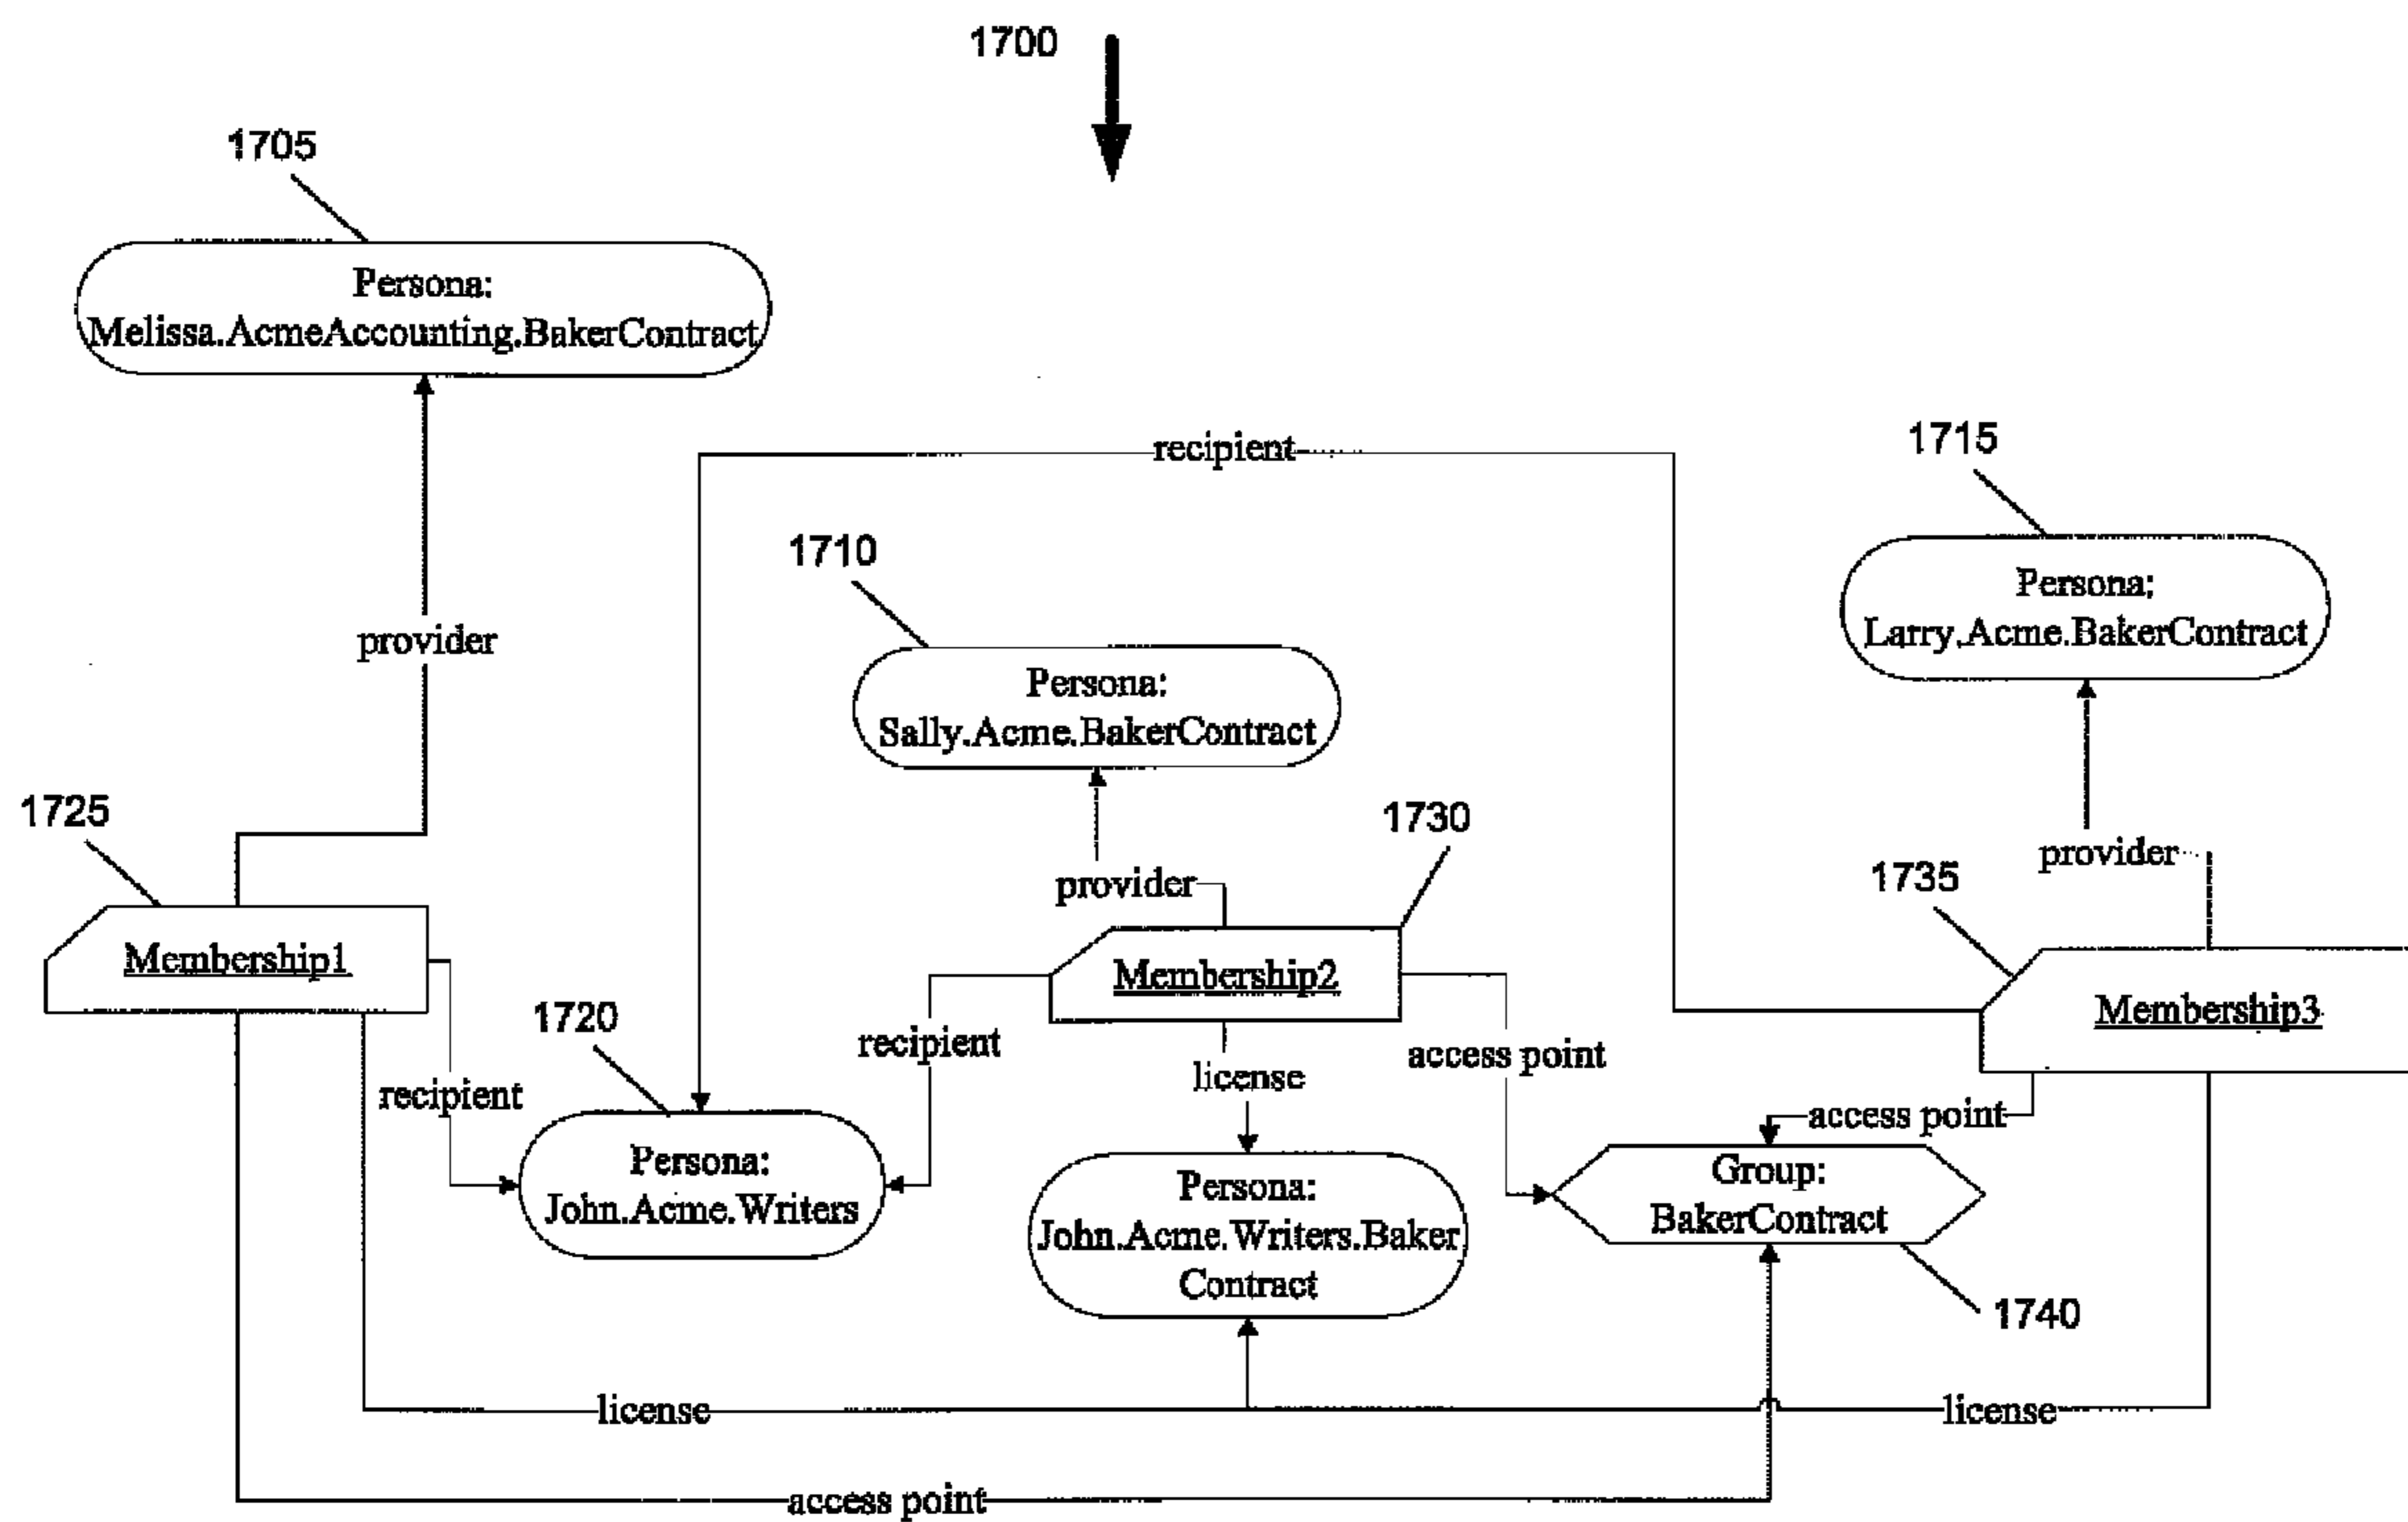 1700
1705
Persona:
Melissa.AcmeAccounting.BakerContract
recipient
1715
1710
Persona:
Larry.Acme.BakerContract
provider
Persona:
Sally.Acme.BakerContract
1725
1730
provider
1735
provider
Membership1
Membership2
Membership3
1720
recipient
access point
license
recipient
access point
Persona:
John.Acme.Writers
Persona:
John.Acme.Writers.Baker
Contract
Group:
BakerContract
1740
license
license
access point